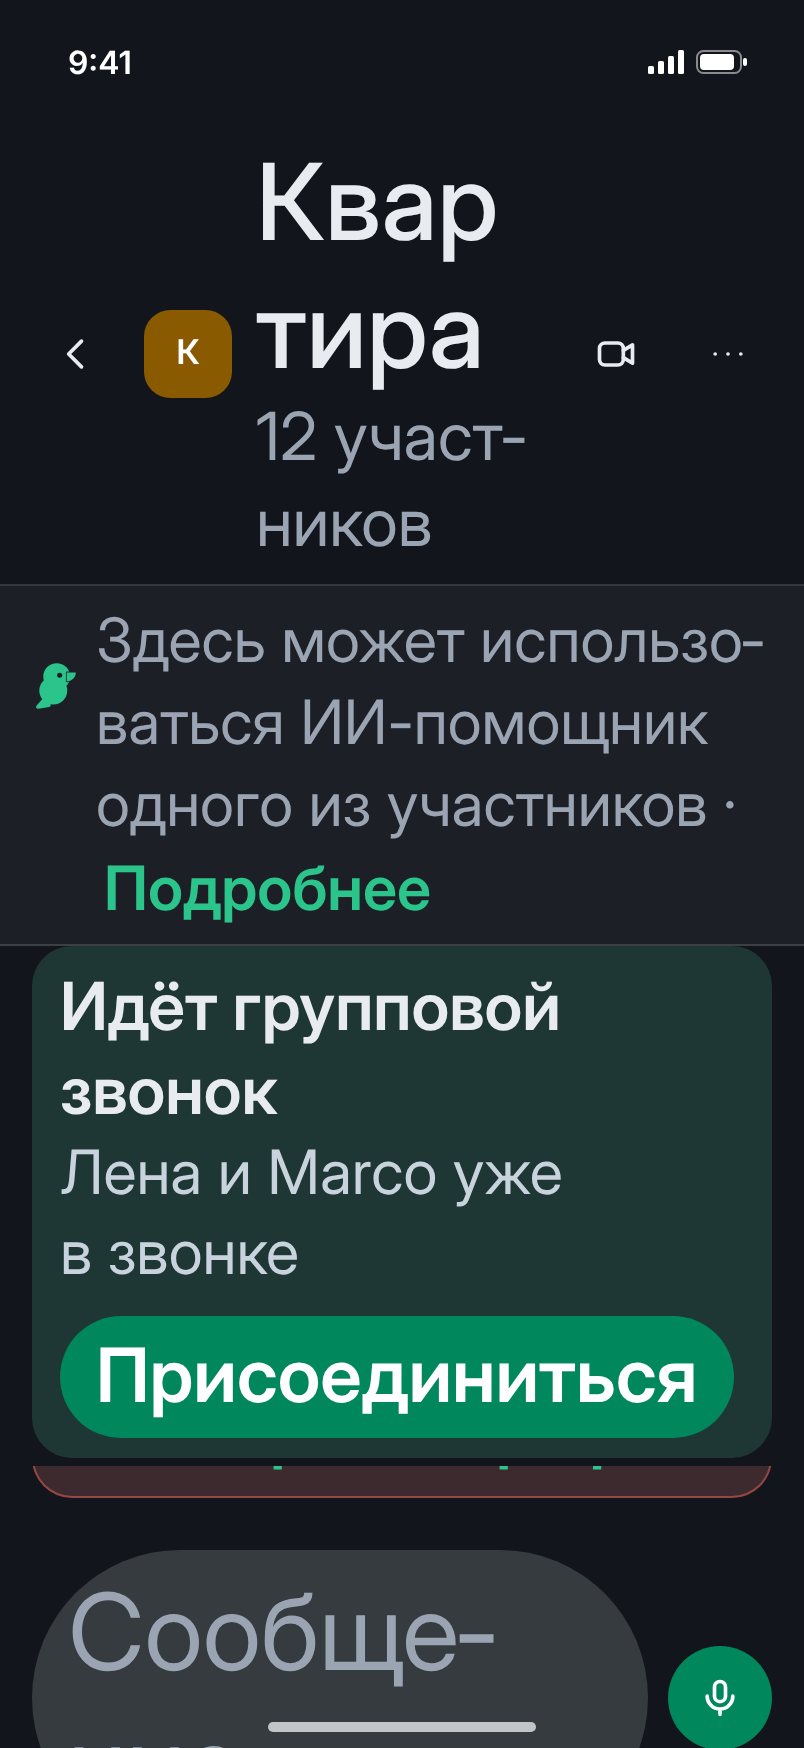 9:41
Квар
тира
К
12 участ-
ников
Здесь может использо-
ваться ИИ-помощник
одного из участников ·
Подробнее
Идёт групповой
звонок
Лена и Marco уже
в звонке
Присоединиться
Сообще-